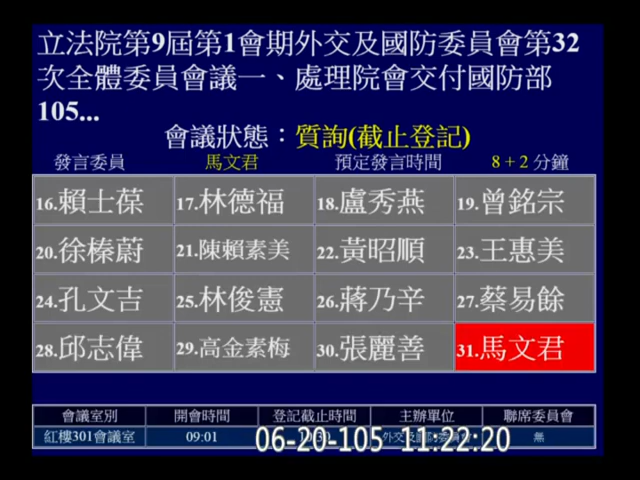 立法院第9屆第1會期外交及國防委員會第32
次全體委員會議一、處理院會交付國防部
105...
會議狀態：質詢(截止登記)
發言委員 馬文君 預定發言時間 8 + 2 分鐘
16.賴士葆 17.林德福 18.盧秀燕 19.曾銘宗
20.徐榛蔚 21.陳賴素美 22.黃昭順 23.王惠美
24.孔文吉 25.林俊憲 26.蔣乃辛 27.蔡易餘
28.邱志偉 29.高金素梅 30.張麗善 31.馬文君
會議室別 開會時間 登記截止時間 主辦單位 聯席委員會
紅樓301會議室 09:01 外交及國防委員會 無
06-20-105 11:22:20